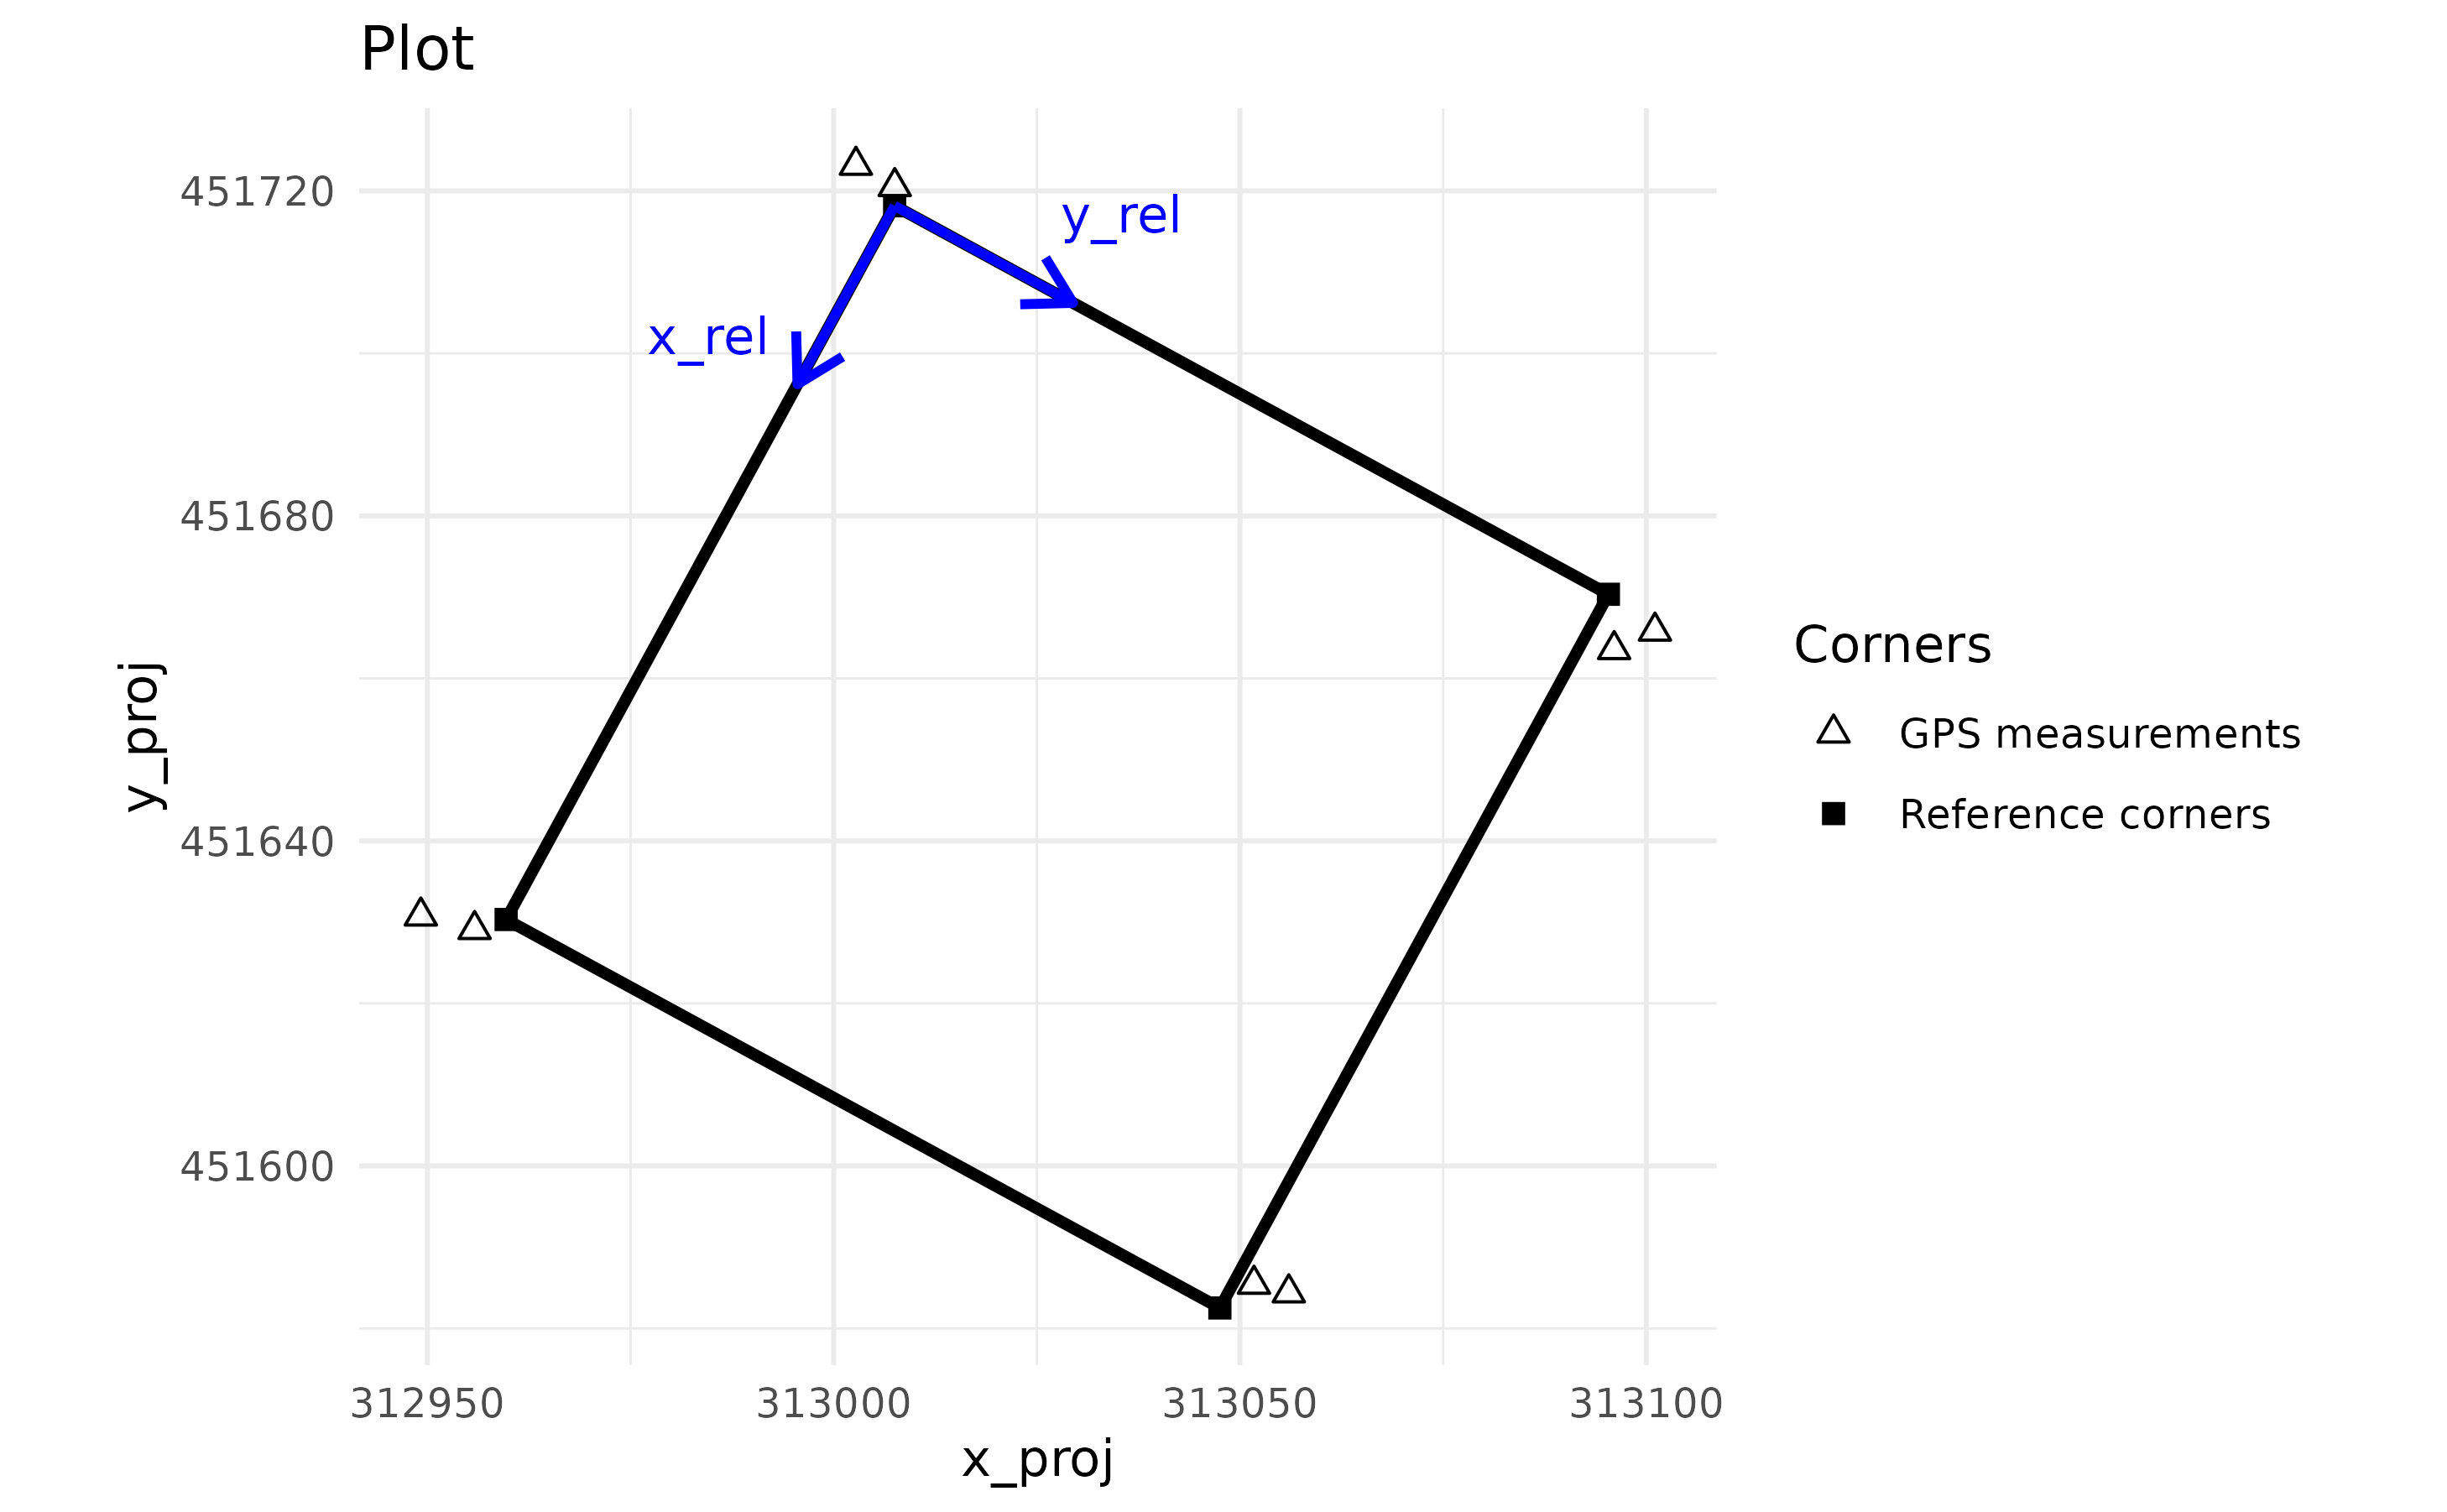 Plot
451720
451680
451640
451600
y_proj
y_rel
x_rel
312950
313000
313050
313100
x_proj
Corners
GPS measurements
Reference corners